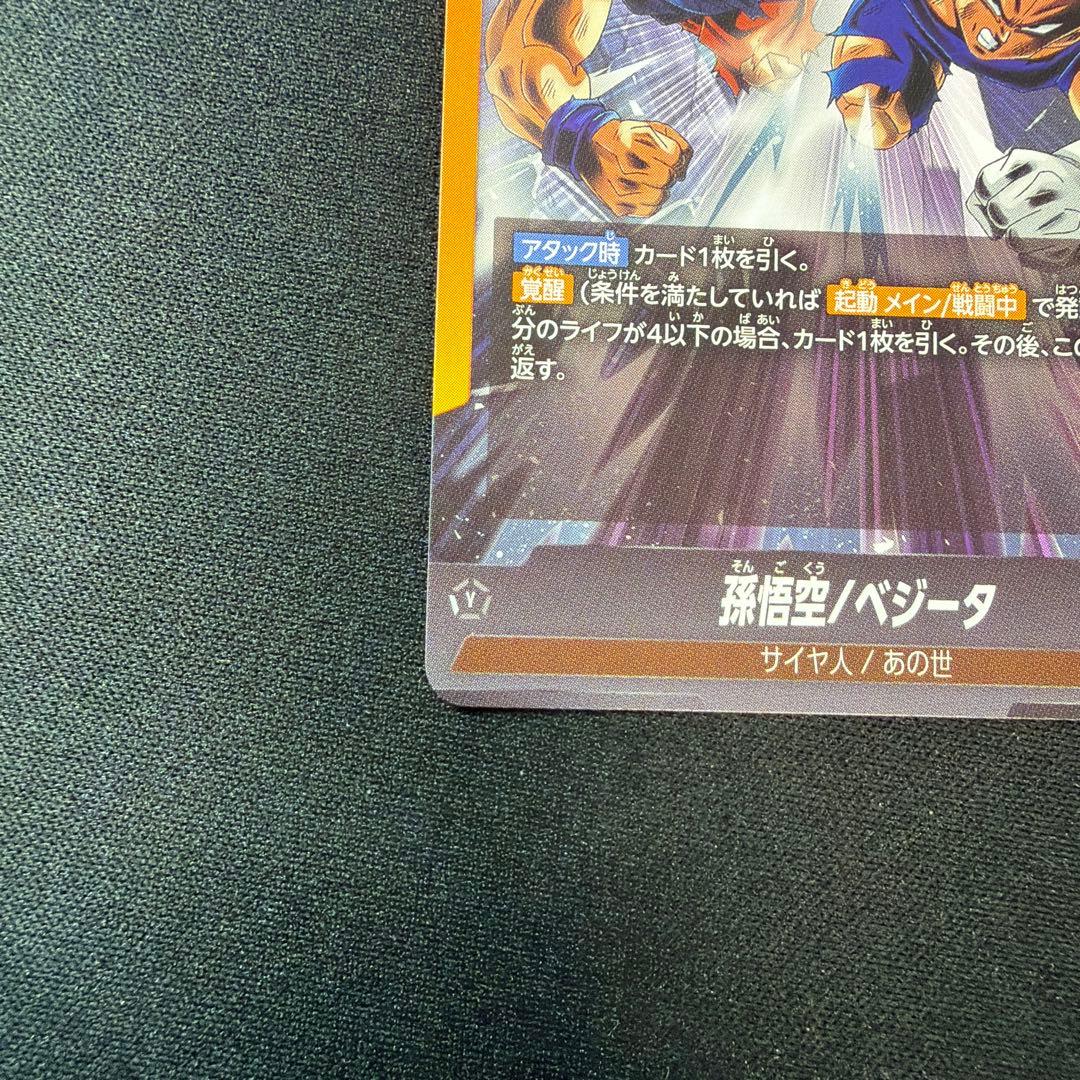 アタック時 カード1枚を引く。
覚醒 (条件を満たしていれば 起動 メイン/戦闘中 で発
分のライフが4以下の場合、カード1枚を引く。その後、この
返す。
Y
孫悟空/ベジータ
サイヤ人 / あの世